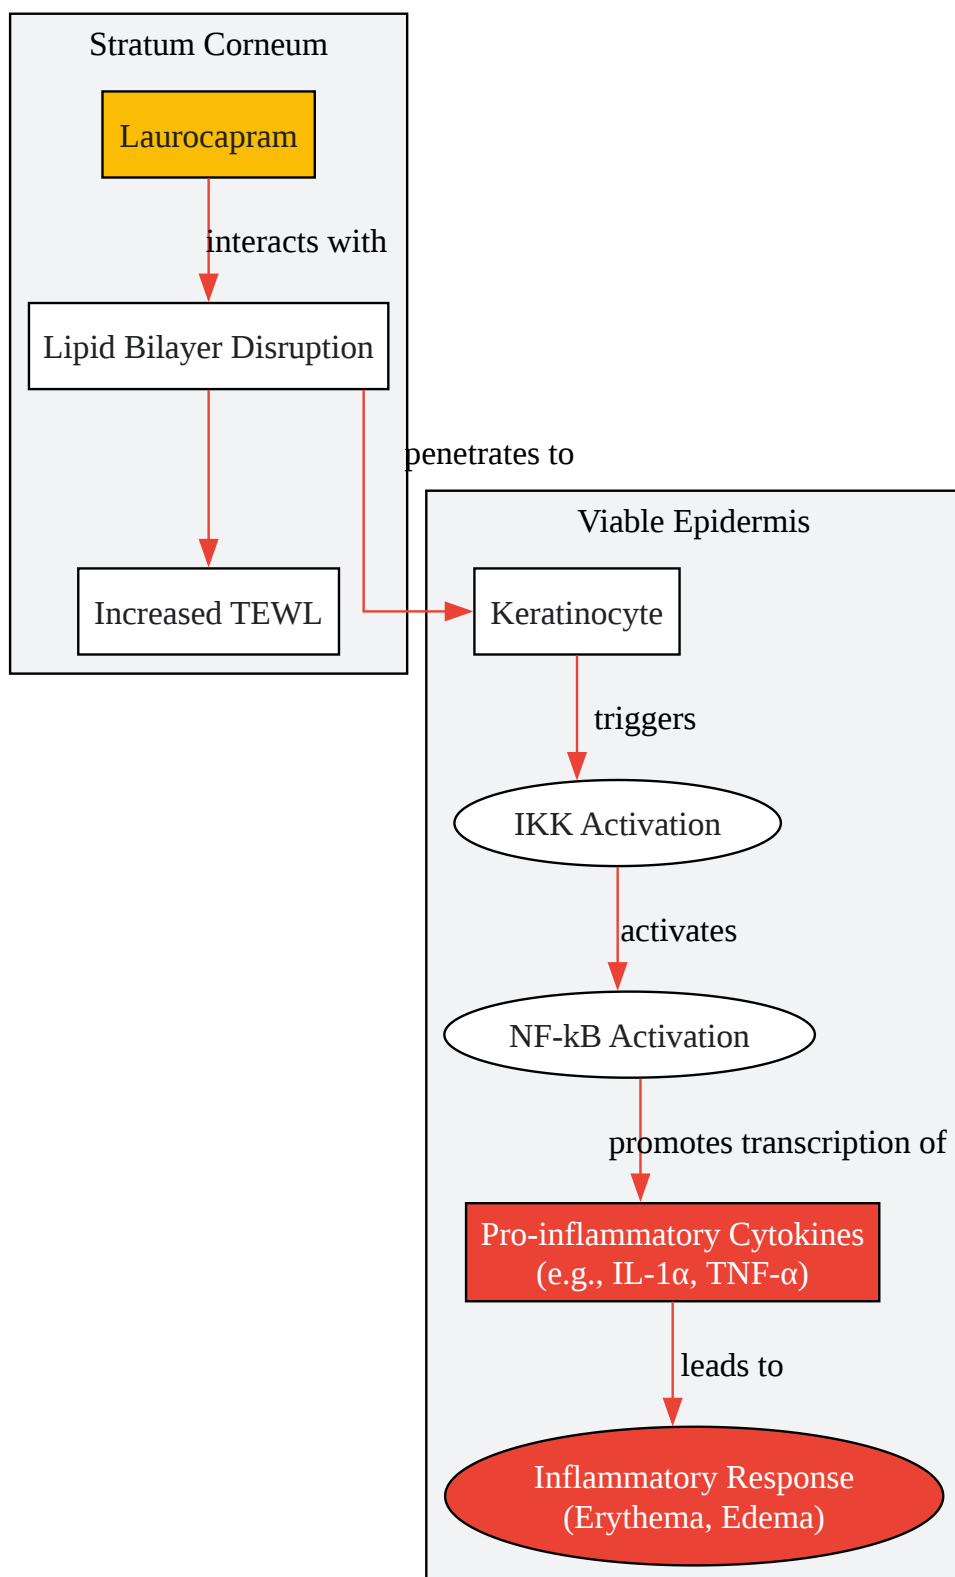 Stratum Corneum
Laurocapram
interacts with
Lipid Bilayer Disruption
penetrates to
Increased TEWL
Viable Epidermis
Keratinocyte
triggers
IKK Activation
activates
NF-kB Activation
promotes transcription of
Pro-inflammatory Cytokines
(e.g., IL-1α, TNF-α)
leads to
Inflammatory Response
(Erythema, Edema)